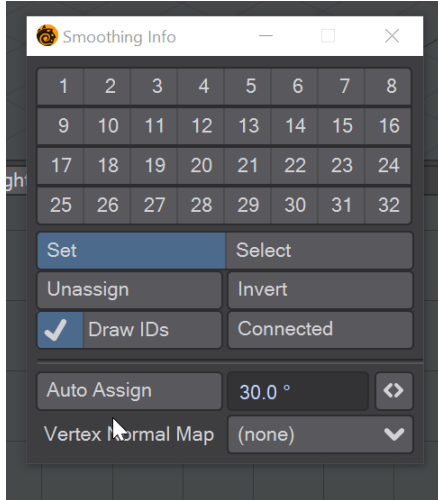 Smoothing Info
1 2 3 4 5 6 7 8
9 10 11 12 13 14 15 16
17 18 19 20 21 22 23 24
25 26 27 28 29 30 31 32
Set Select
Unassign Invert
Draw IDs Connected
Auto Assign 30.0 °
Vertex Normal Map (none)